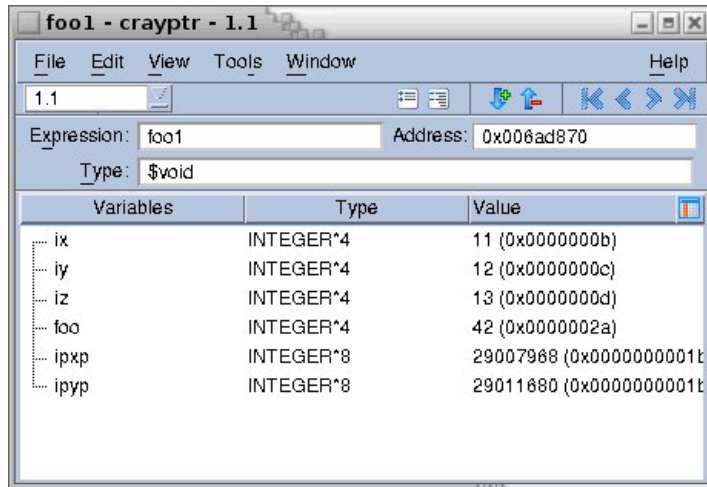 foo1 - crayptr - 1.1
File Edit View Tools Window Help
1.1
Expression: foo1 Address: 0x006ad870
Type: $void
Variables Type Value
ix INTEGER*4 11 (0x0000000b)
iy INTEGER*4 12 (0x0000000c)
iz INTEGER*4 13 (0x0000000d)
foo INTEGER*4 42 (0x0000002a)
ipxp INTEGER*8 29007968 (0x0000000001b
ipyp INTEGER*8 29011680 (0x0000000001b